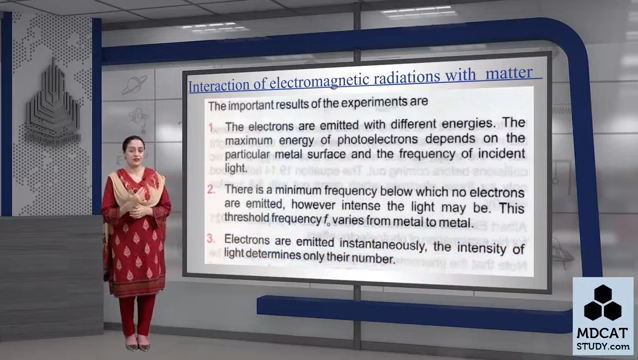 Interaction of electromagnetic radiations with matter
The important results of the experiments are
1. The electrons are emitted with different energies. The
maximum energy of photoelectrons depends on the
particular metal surface and the frequency of incident
light.
2. There is a minimum frequency below which no electrons
are emitted, however intense the light may be. This
threshold frequency fₒ varies from metal to metal.
3. Electrons are emitted instantaneously, the intensity of
light determines only their number.
MDCAT
STUDY.com